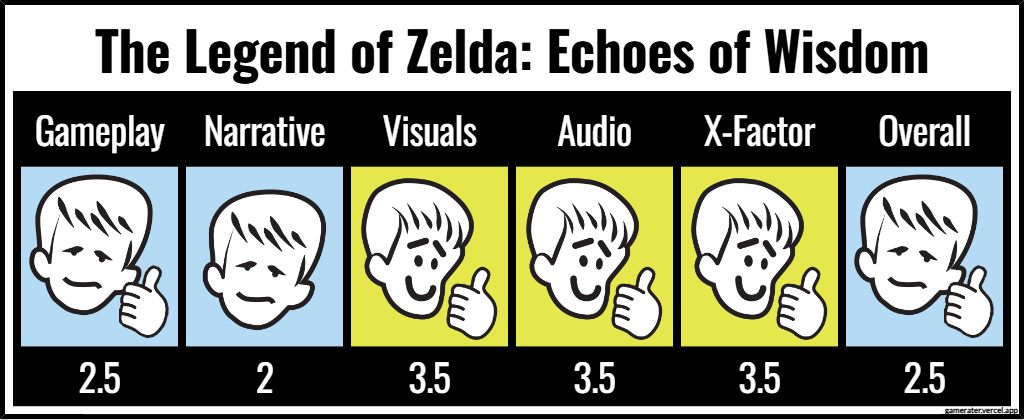 The Legend of Zelda: Echoes of Wisdom
Gameplay Narrative Visuals Audio X-Factor Overall
2.5 2 3.5 3.5 3.5 2.5
gamerater.vercel.app